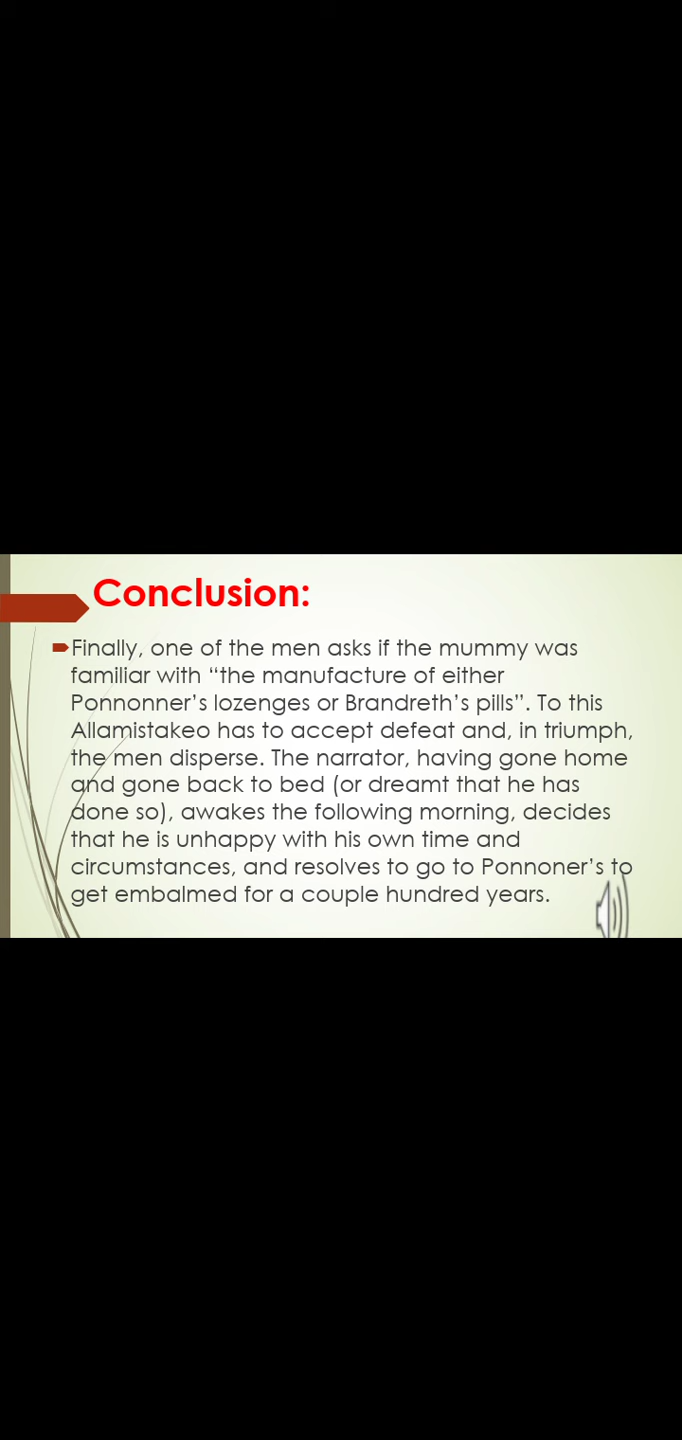 Conclusion:
Finally, one of the men asks if the mummy was
familiar with “the manufacture of either
Ponnonner’s lozenges or Brandreth’s pills”. To this
Allamistakeo has to accept defeat and, in triumph,
the men disperse. The narrator, having gone home
and gone back to bed (or dreamt that he has
done so), awakes the following morning, decides
that he is unhappy with his own time and
circumstances, and resolves to go to Ponnoner’s to
get embalmed for a couple hundred years.